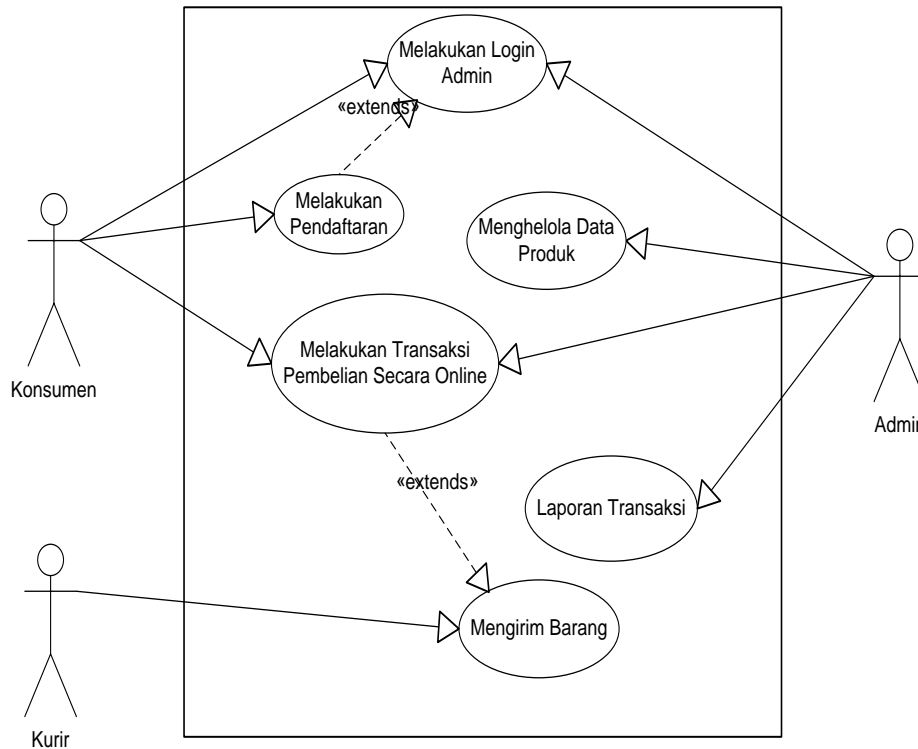 Melakukan Login
Admin
«extends»
Melakukan
Pendaftaran
Menghelola Data
Produk
Melakukan Transaksi
Pembelian Secara Online
Konsumen
Admin
«extends»
Laporan Transaksi
Mengirim Barang
Kurir